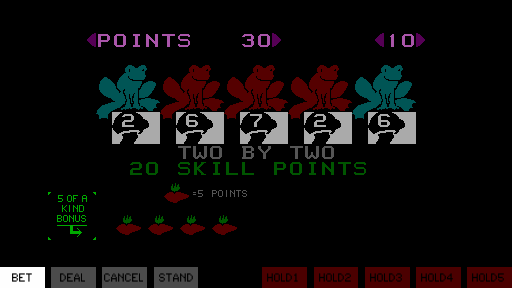 POINTS 30 10
2 6 7 2 6
TWO BY TWO
20 SKILL POINTS
=5 POINTS
5 OF A
KIND
BONUS
BET DEAL CANCEL STAND HOLD1 HOLD2 HOLD3 HOLD4 HOLD5